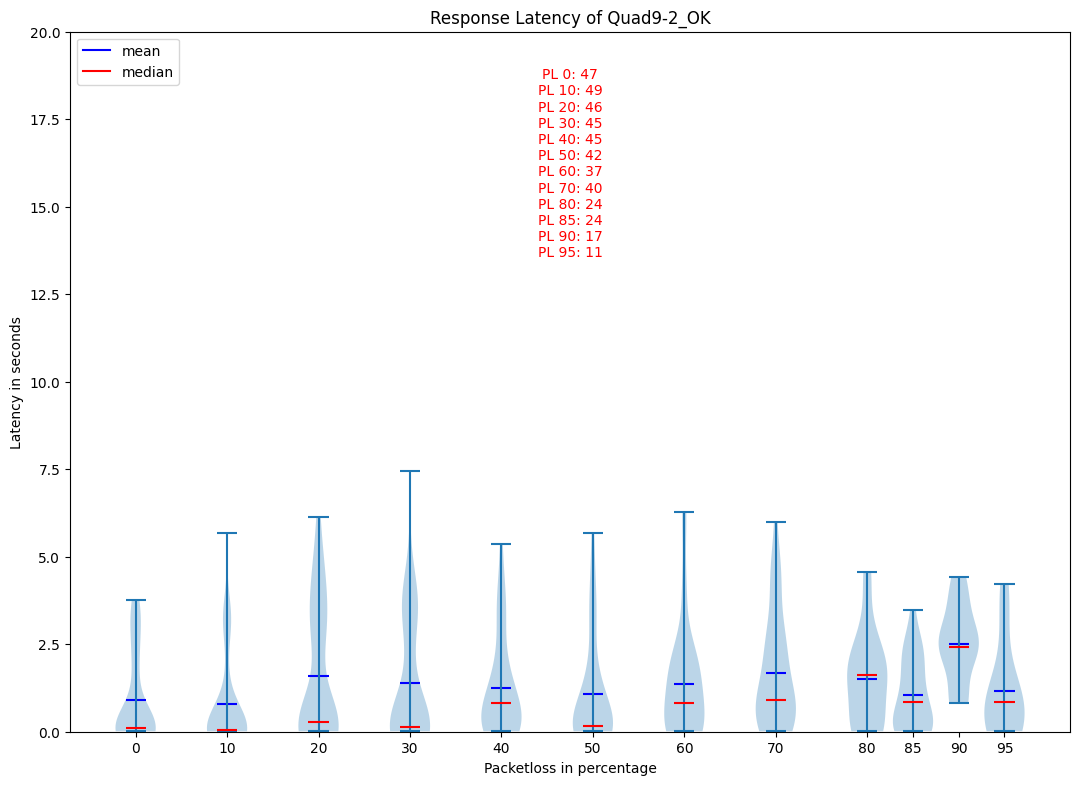 Response Latency of Quad9-2_OK
mean
median
PL 0: 47
PL 10: 49
PL 20: 46
PL 30: 45
PL 40: 45
PL 50: 42
PL 60: 37
PL 70: 40
PL 80: 24
PL 85: 24
PL 90: 17
PL 95: 11
Latency in seconds
20.0
17.5
15.0
12.5
10.0
7.5
5.0
2.5
0.0
0 10 20 30 40 50 60 70 80 85 90 95
Packetloss in percentage